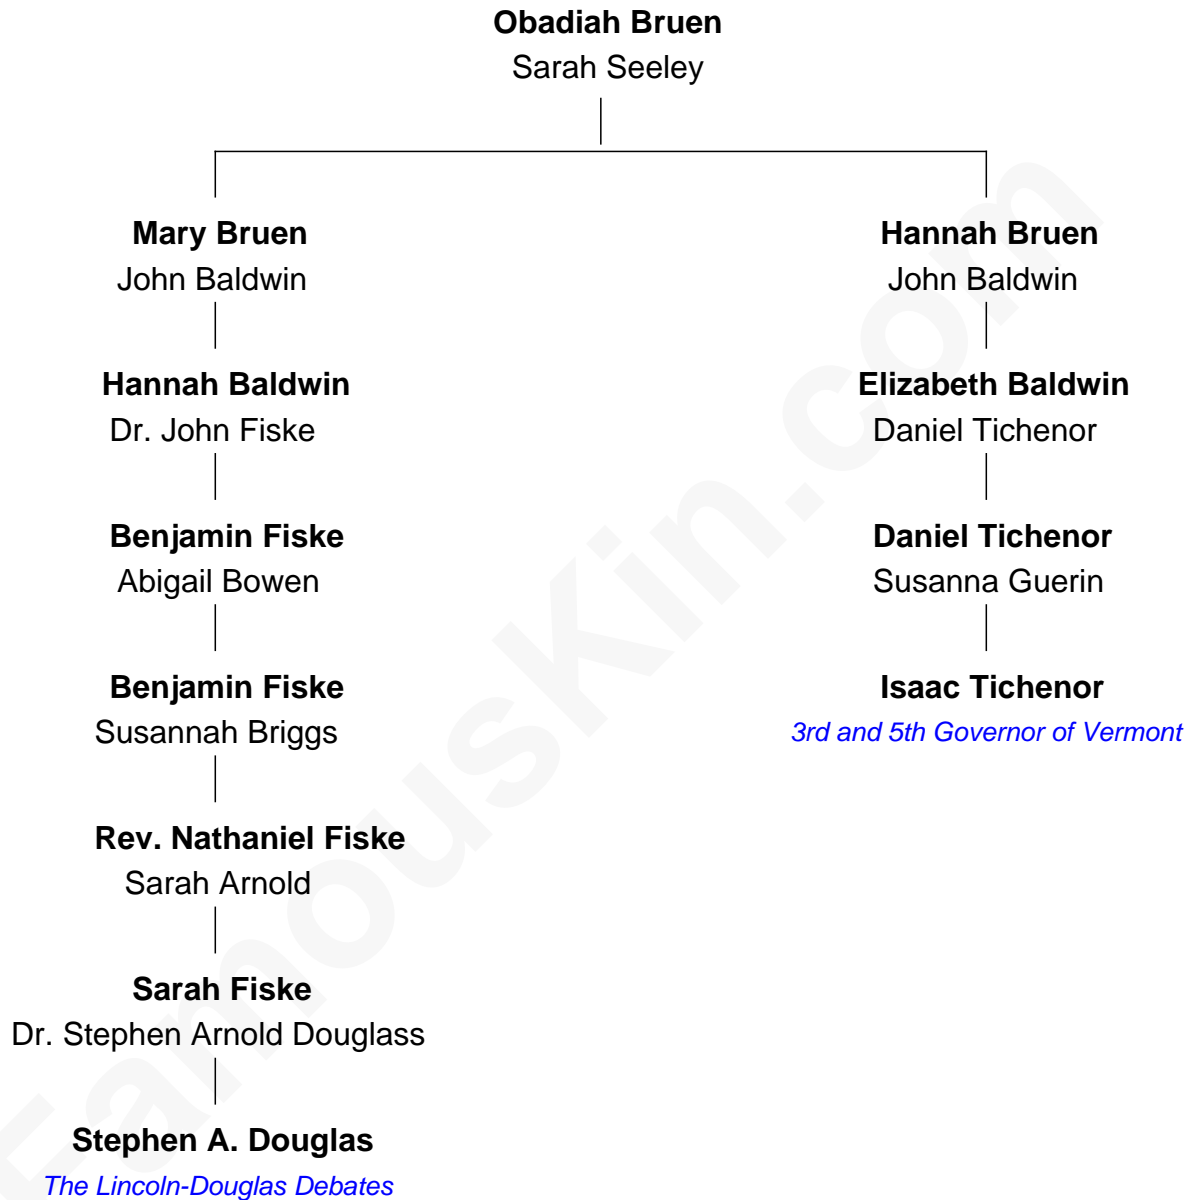 Obadiah Bruen
Sarah Seeley
Mary Bruen
John Baldwin
Hannah Bruen
John Baldwin
Hannah Baldwin
Dr. John Fiske
Elizabeth Baldwin
Daniel Tichenor
Benjamin Fiske
Abigail Bowen
Daniel Tichenor
Susanna Guerin
Benjamin Fiske
Susannah Briggs
Isaac Tichenor
3rd and 5th Governor of Vermont
Rev. Nathaniel Fiske
Sarah Arnold
Sarah Fiske
Dr. Stephen Arnold Douglass
Stephen A. Douglas
The Lincoln-Douglas Debates
FamousKin.com